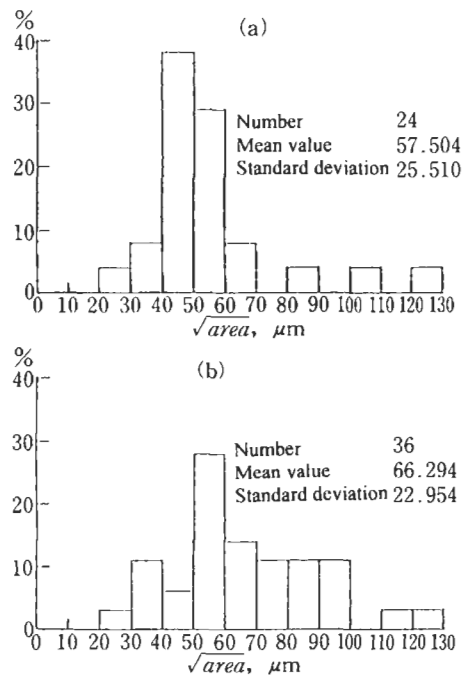 %
(a)
40
30
20
10
0
Number 24
Mean value 57.504
Standard deviation 25.510
0 10 20 30 40 50 60 70 80 90 100 110 120 130
√area, μm
%
(b)
40
30
20
10
0
Number 36
Mean value 66.294
Standard deviation 22.954
0 10 20 30 40 50 60 70 80 90 100 110 120 130
√area, μm